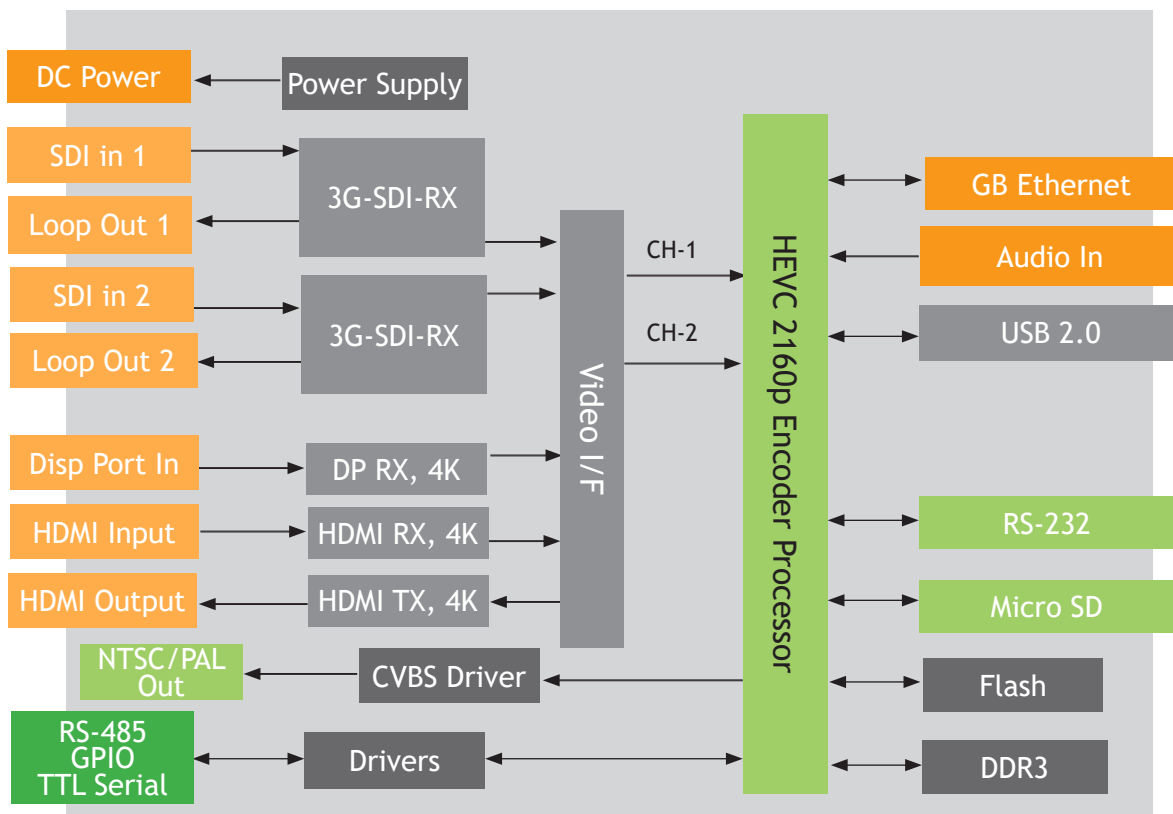 DC Power
Power Supply
SDI in 1
Loop Out 1
3G-SDI-RX
SDI in 2
Loop Out 2
3G-SDI-RX
Disp Port In
DP RX, 4K
HDMI Input
HDMI RX, 4K
HDMI Output
HDMI TX, 4K
NTSC/PAL
Out
CVBS Driver
RS-485
GPIO
TTL Serial
Drivers
Video I/F
CH-1
CH-2
HEVC 2160p Encoder Processor
GB Ethernet
Audio In
USB 2.0
RS-232
Micro SD
Flash
DDR3